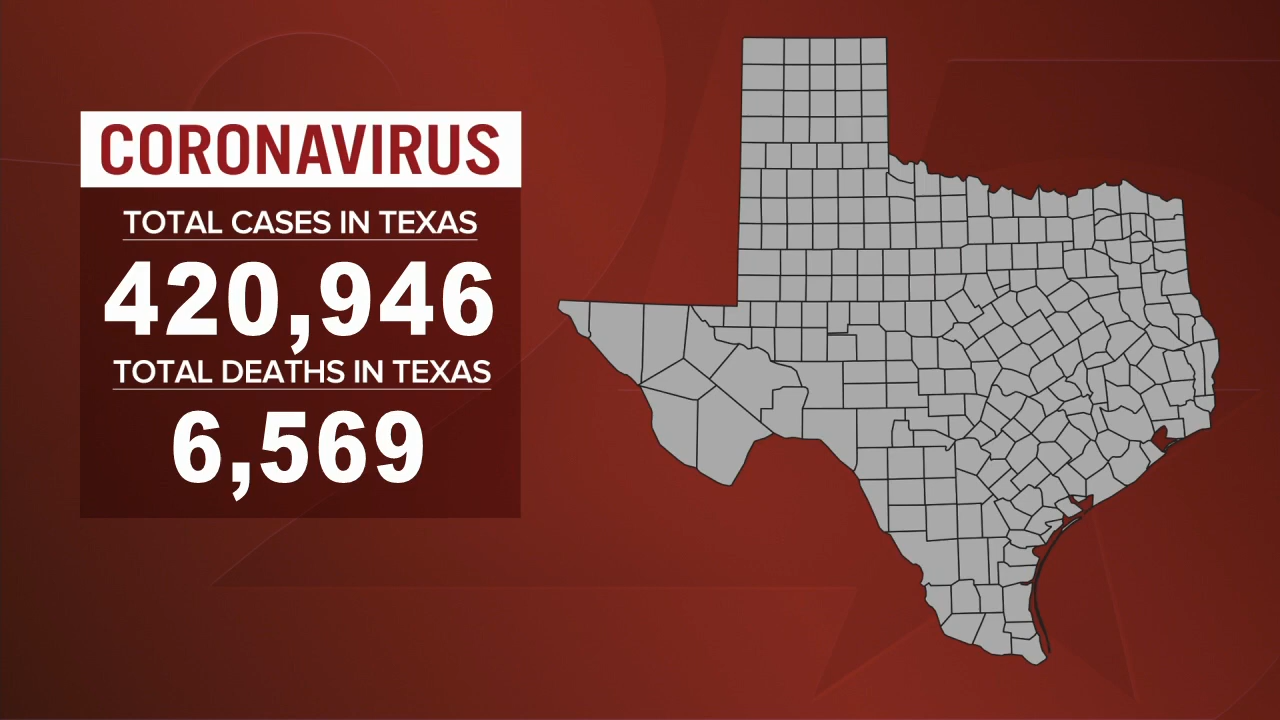 CORONAVIRUS
TOTAL CASES IN TEXAS
420,946
TOTAL DEATHS IN TEXAS
6,569